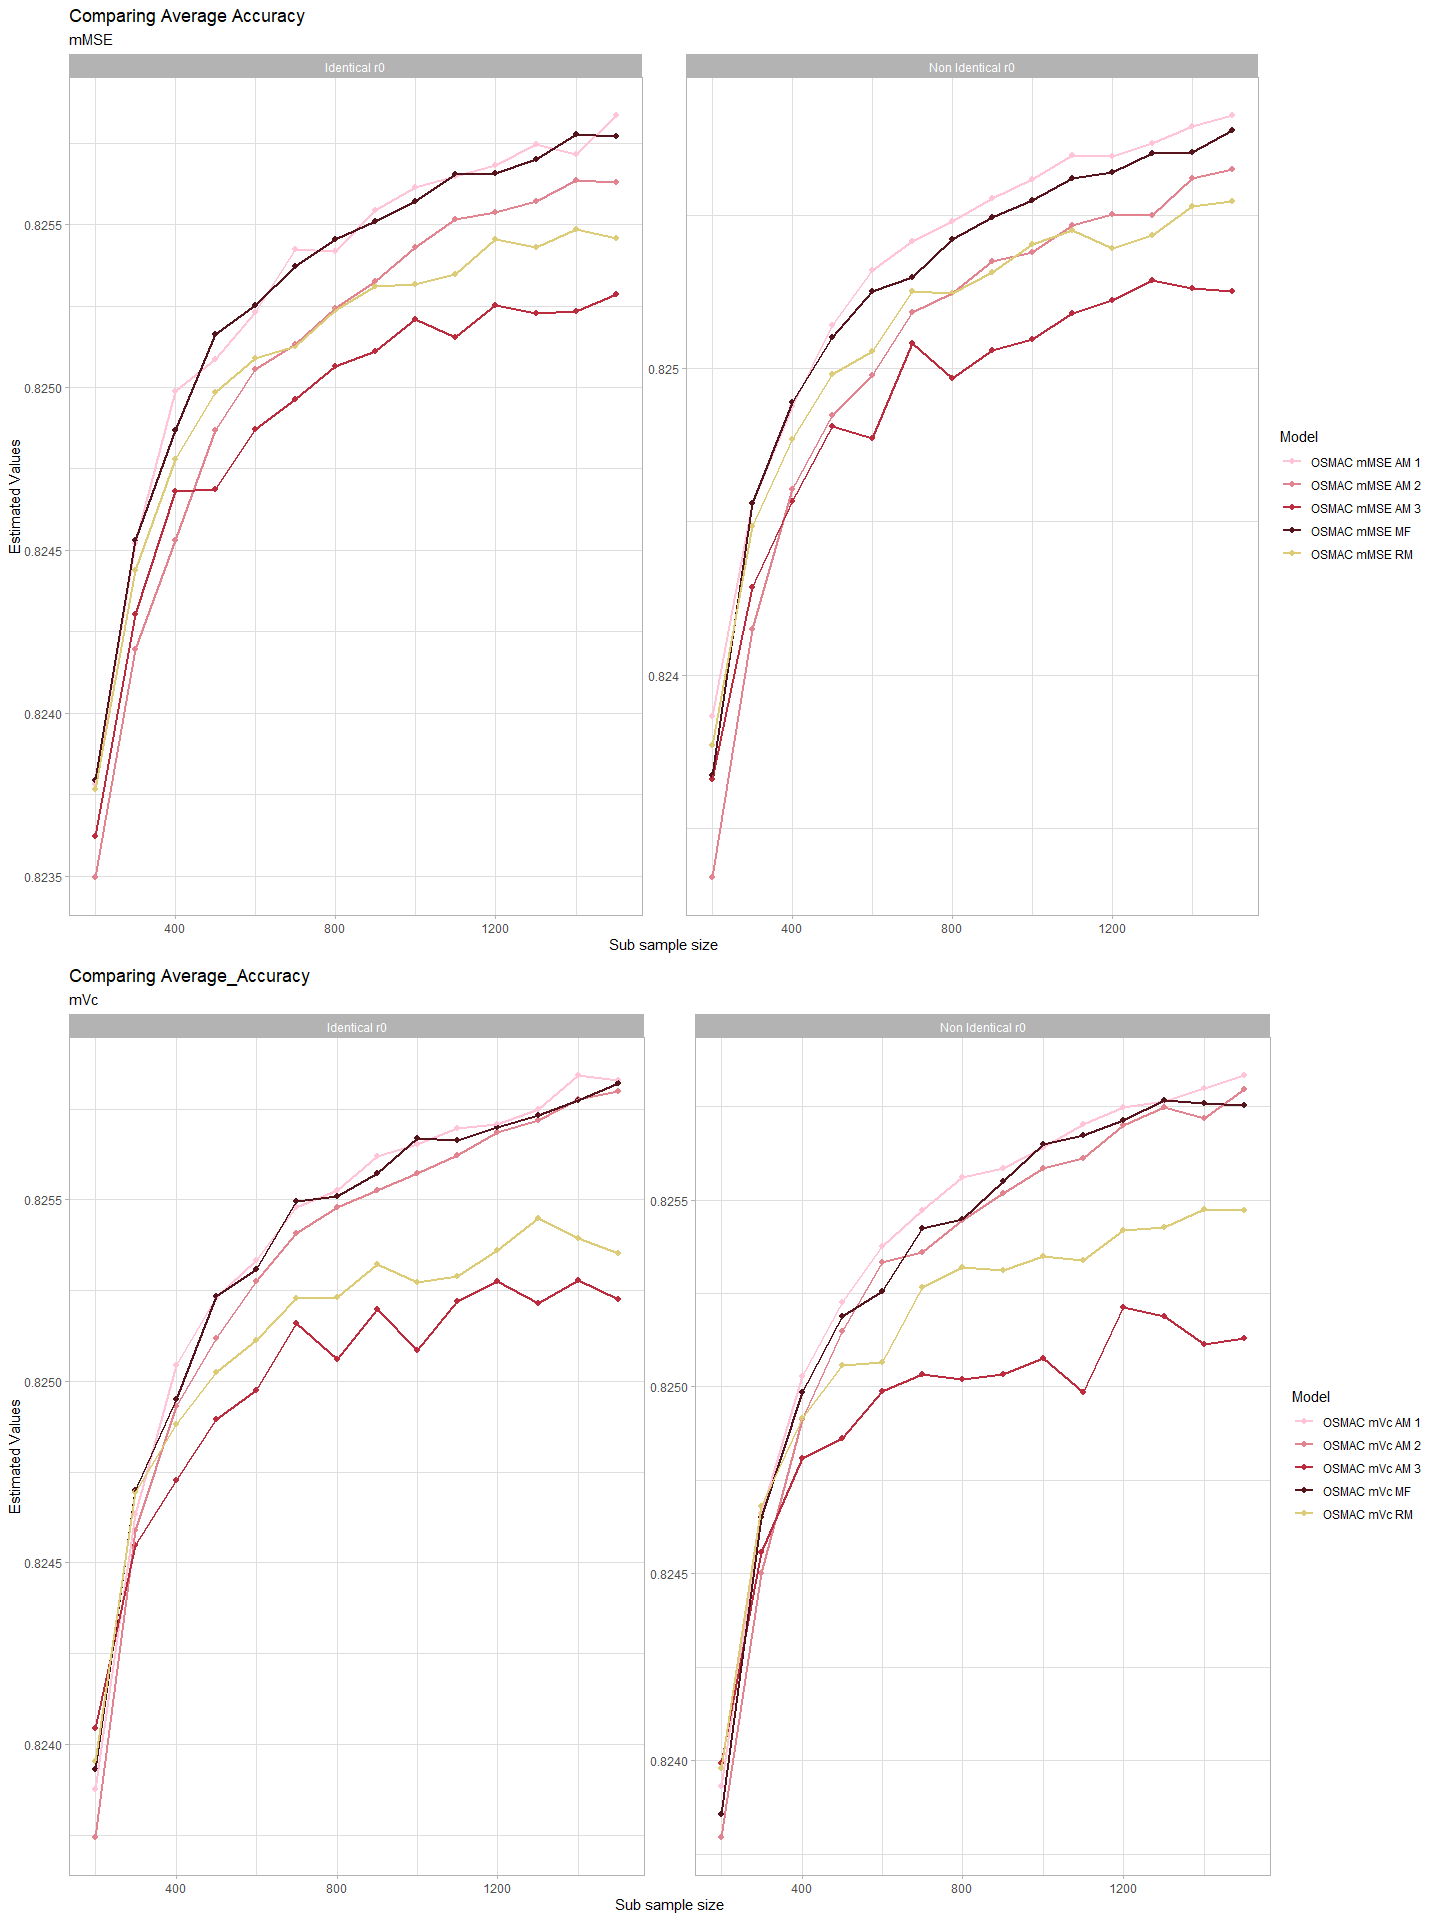 Comparing Average Accuracy
mMSE
Identical r0
Non Identical r0
Estimated Values
0.8255
0.8250
0.8245
0.8240
0.8235
0.825
0.824
400
800
1200
400
800
1200
Sub sample size
Model
OSMAC mMSE AM 1
OSMAC mMSE AM 2
OSMAC mMSE AM 3
OSMAC mMSE MF
OSMAC mMSE RM
Comparing Average_Accuracy
mVc
Identical r0
Non Identical r0
Estimated Values
0.8255
0.8250
0.8245
0.8240
0.8255
0.8250
0.8245
0.8240
400
800
1200
400
800
1200
Sub sample size
Model
OSMAC mVc AM 1
OSMAC mVc AM 2
OSMAC mVc AM 3
OSMAC mVc MF
OSMAC mVc RM